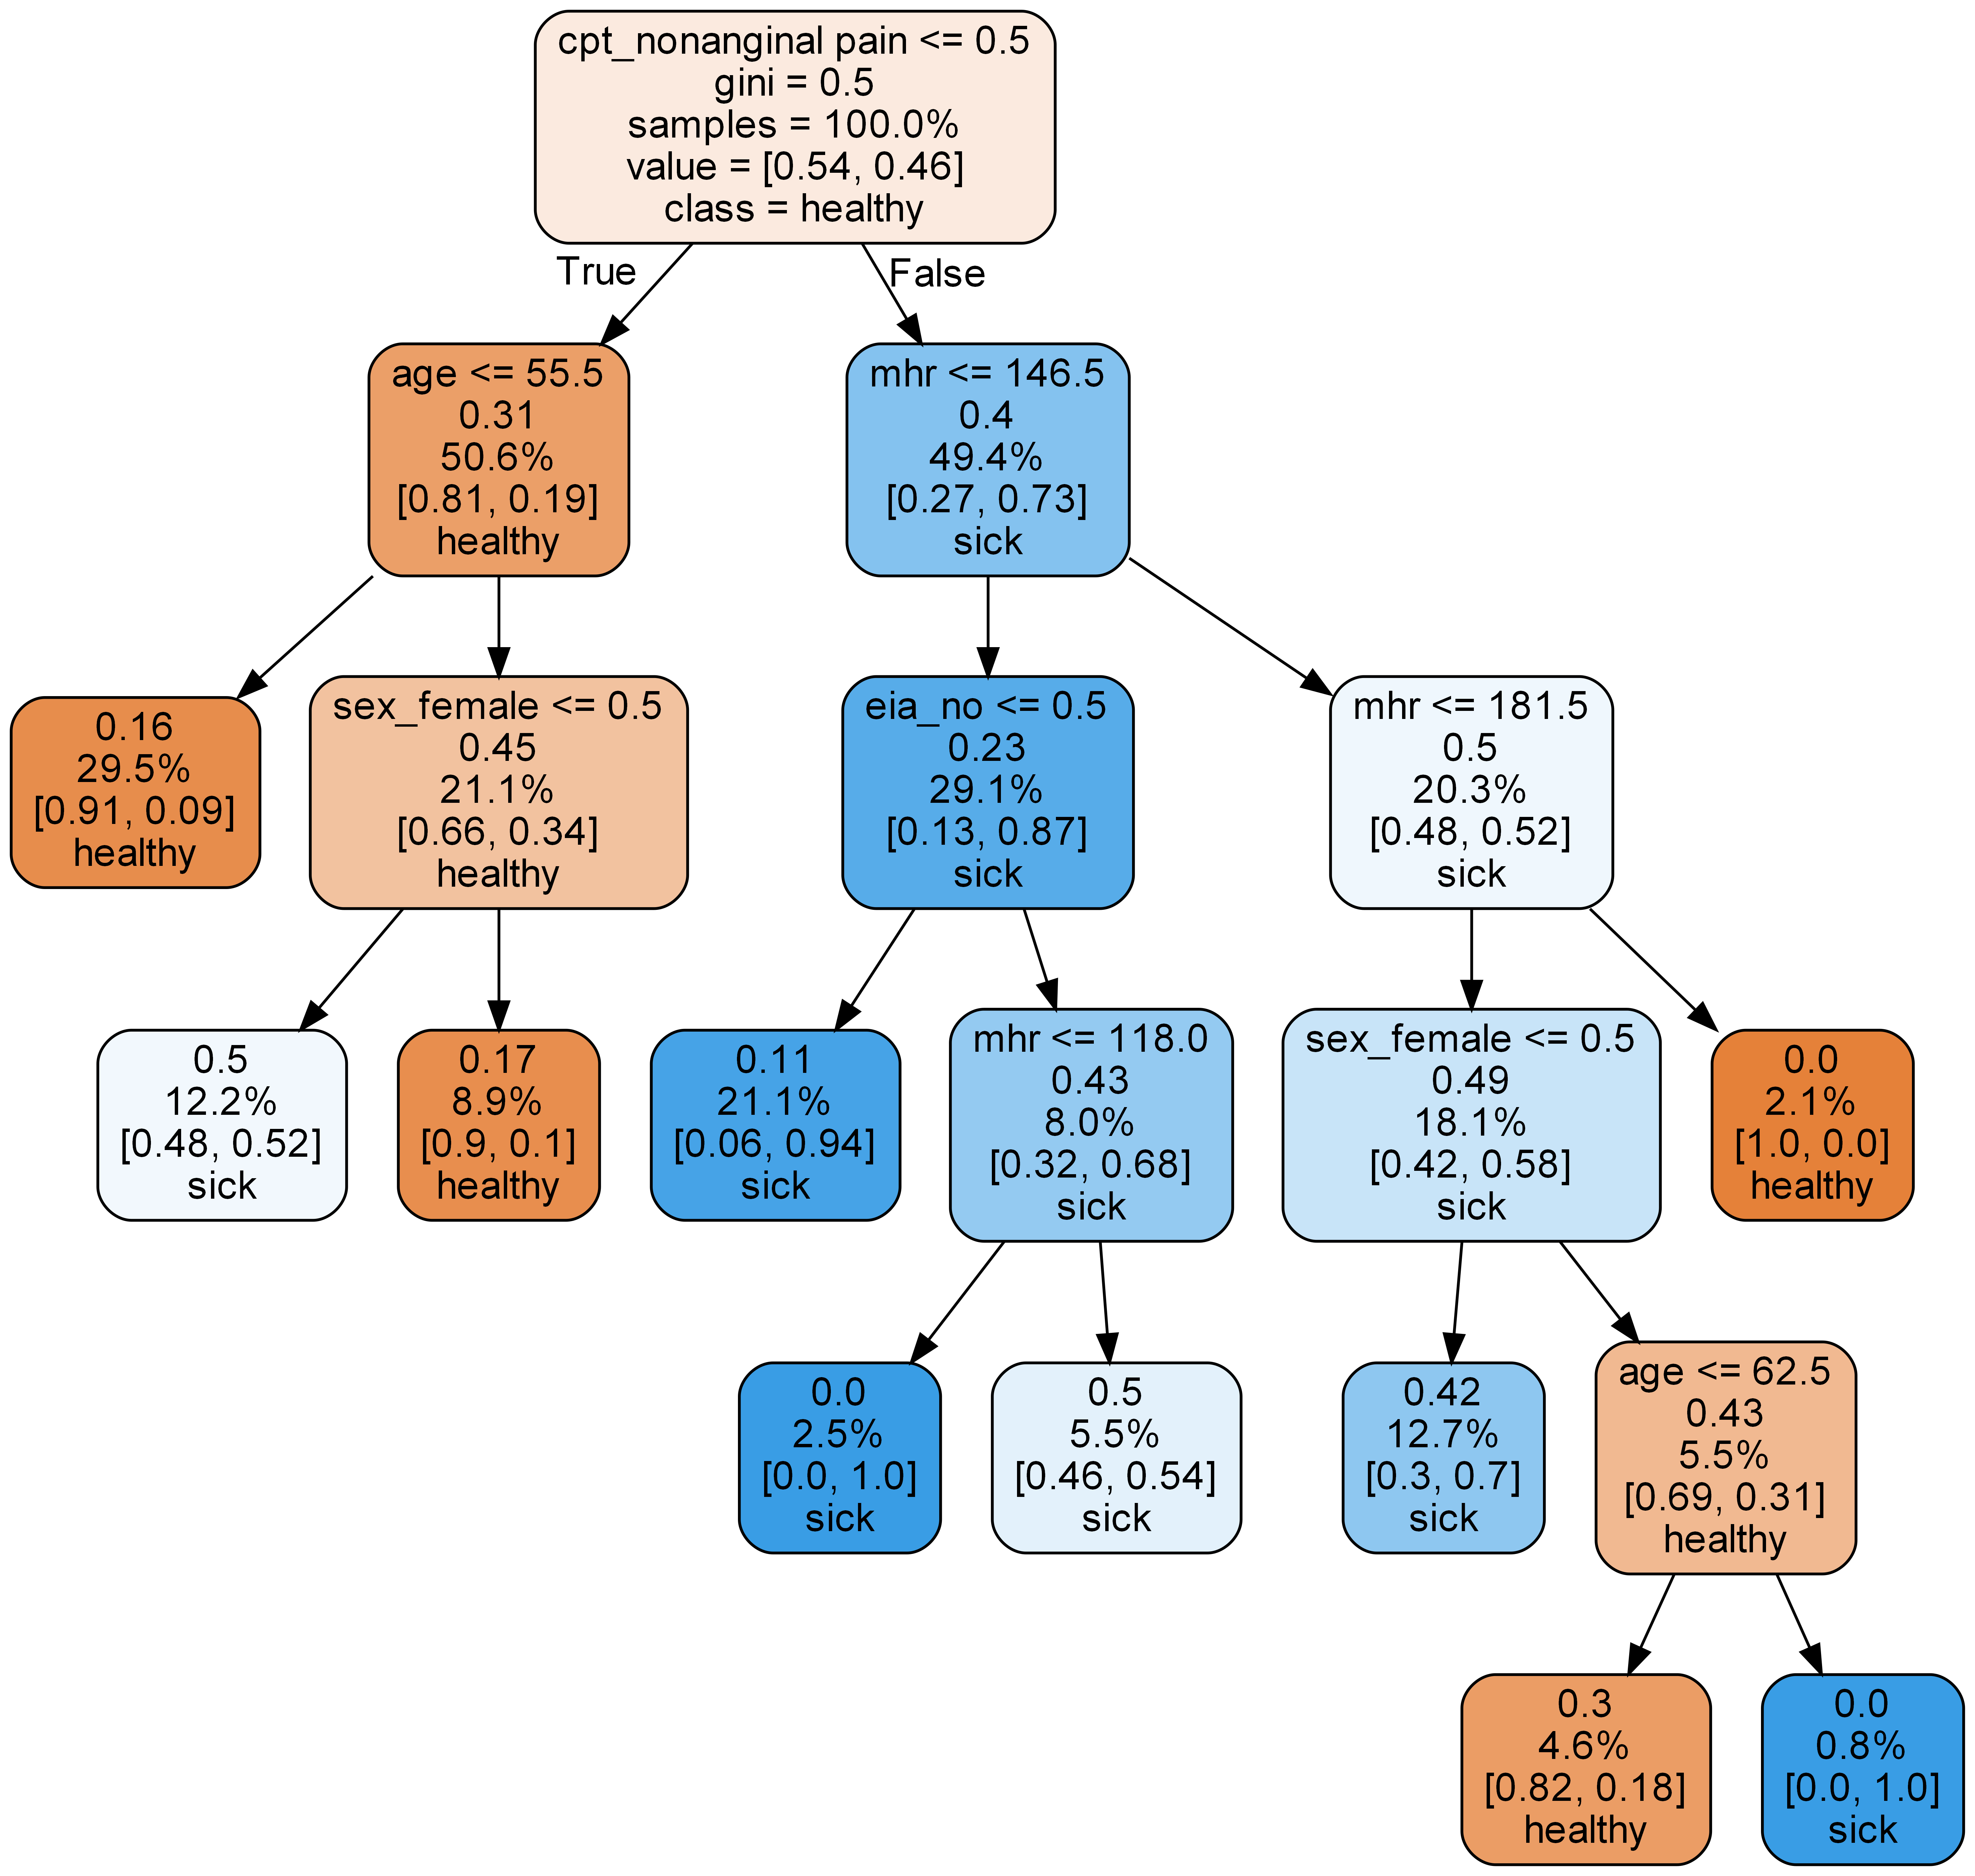 cpt_nonanginal pain <= 0.5
gini = 0.5
samples = 100.0%
value = [0.54, 0.46]
class = healthy
True
False
age <= 55.5
0.31
50.6%
[0.81, 0.19]
healthy
mhr <= 146.5
0.4
49.4%
[0.27, 0.73]
sick
0.16
29.5%
[0.91, 0.09]
healthy
sex_female <= 0.5
0.45
21.1%
[0.66, 0.34]
healthy
eia_no <= 0.5
0.23
29.1%
[0.13, 0.87]
sick
mhr <= 181.5
0.5
20.3%
[0.48, 0.52]
sick
0.5
12.2%
[0.48, 0.52]
sick
0.17
8.9%
[0.9, 0.1]
healthy
0.11
21.1%
[0.06, 0.94]
sick
mhr <= 118.0
0.43
8.0%
[0.32, 0.68]
sick
sex_female <= 0.5
0.49
18.1%
[0.42, 0.58]
sick
0.0
2.1%
[1.0, 0.0]
healthy
0.0
2.5%
[0.0, 1.0]
sick
0.5
5.5%
[0.46, 0.54]
sick
0.42
12.7%
[0.3, 0.7]
sick
age <= 62.5
0.43
5.5%
[0.69, 0.31]
healthy
0.3
4.6%
[0.82, 0.18]
healthy
0.0
0.8%
[0.0, 1.0]
sick